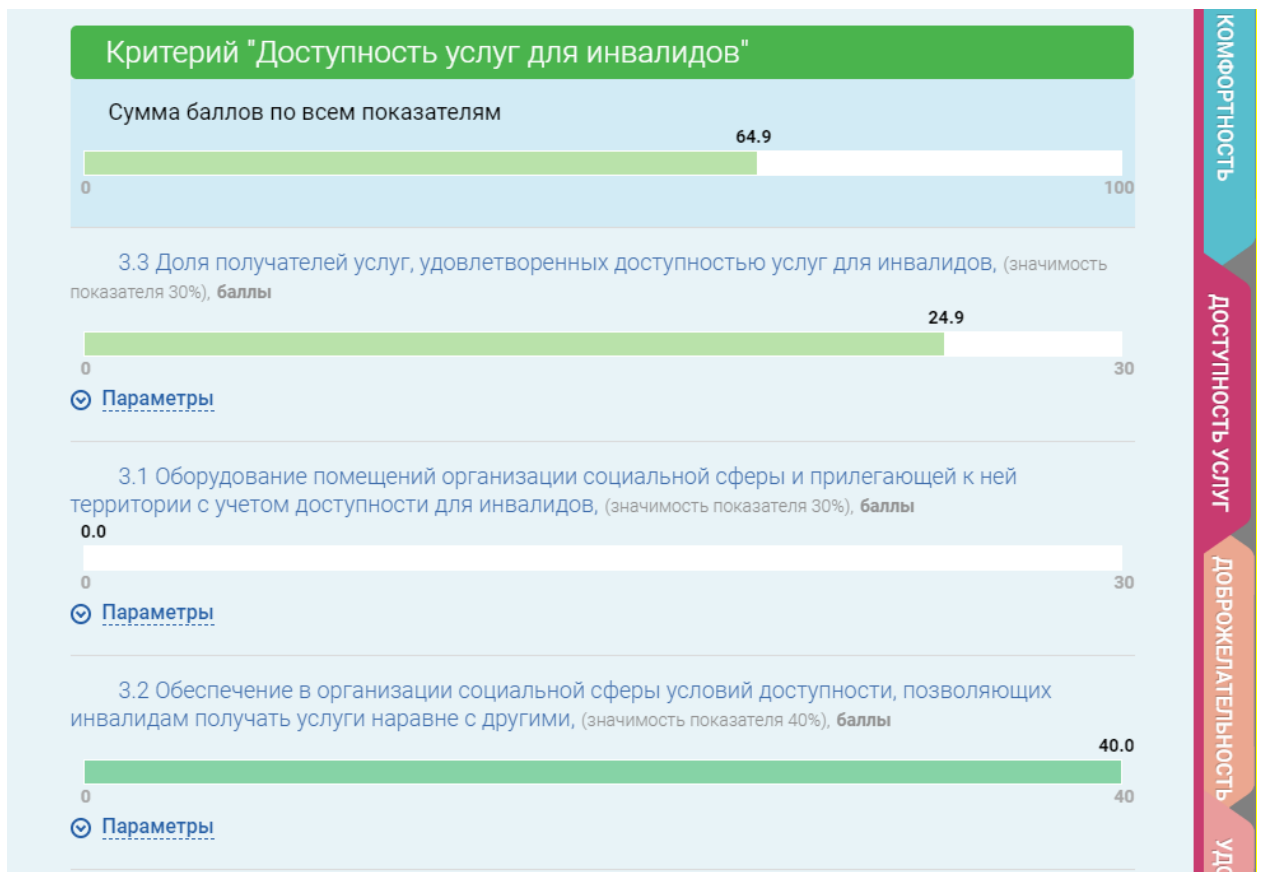 Критерий "Доступность услуг для инвалидов"
Сумма баллов по всем показателям
64.9
0
100
3.3 Доля получателей услуг, удовлетворенных доступностью услуг для инвалидов, (значимость
показателя 30%), баллы
24.9
0
30
Параметры
3.1 Оборудование помещений организации социальной сферы и прилегающей к ней
территории с учетом доступности для инвалидов, (значимость показателя 30%), баллы
0.0
0
30
Параметры
3.2 Обеспечение в организации социальной сферы условий доступности, позволяющих
инвалидам получать услуги наравне с другими, (значимость показателя 40%), баллы
40.0
0
40
Параметры
КОМФОРТНОСТЬ
ДОСТУПНОСТЬ УСЛУГ
ДОБРОЖЕЛАТЕЛЬНОСТЬ